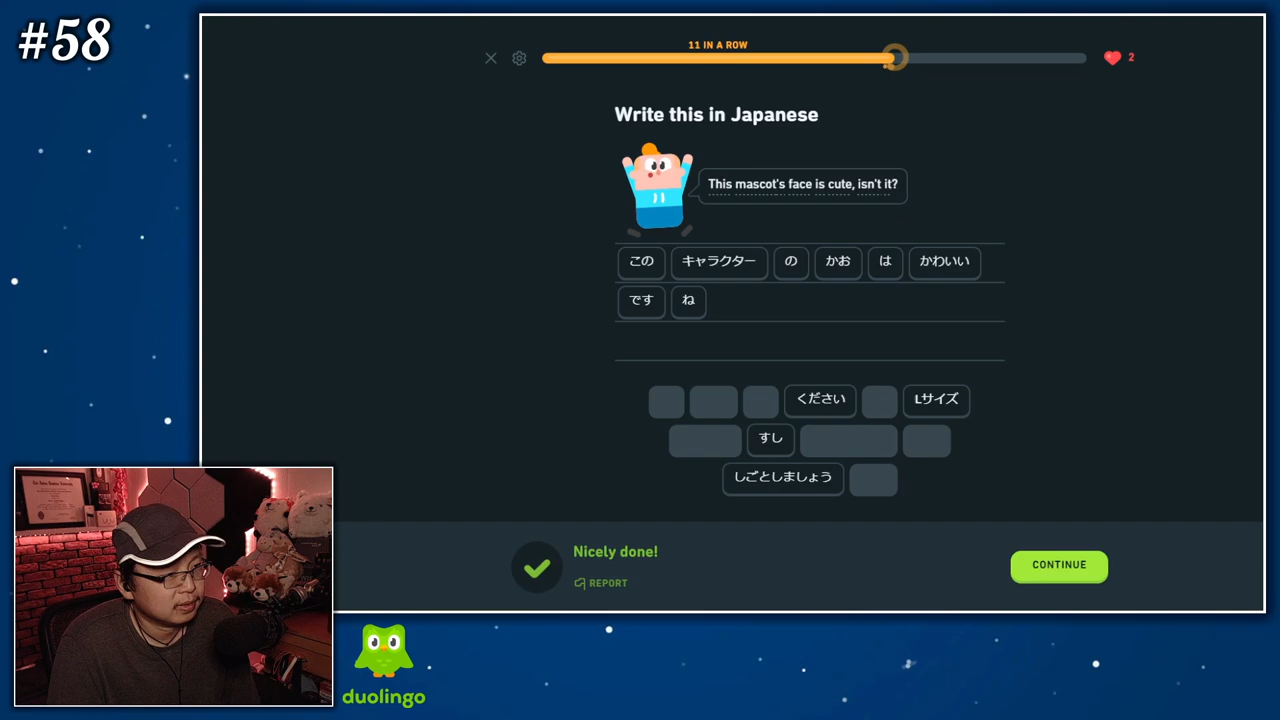 #58
11 IN A ROW
2
Write this in Japanese
This mascot's face is cute, isn't it?
この キャラクター の かお は かわいい
です ね
ください Lサイズ
すし
しごとしましょう
Nicely done!
REPORT
CONTINUE
duolingo